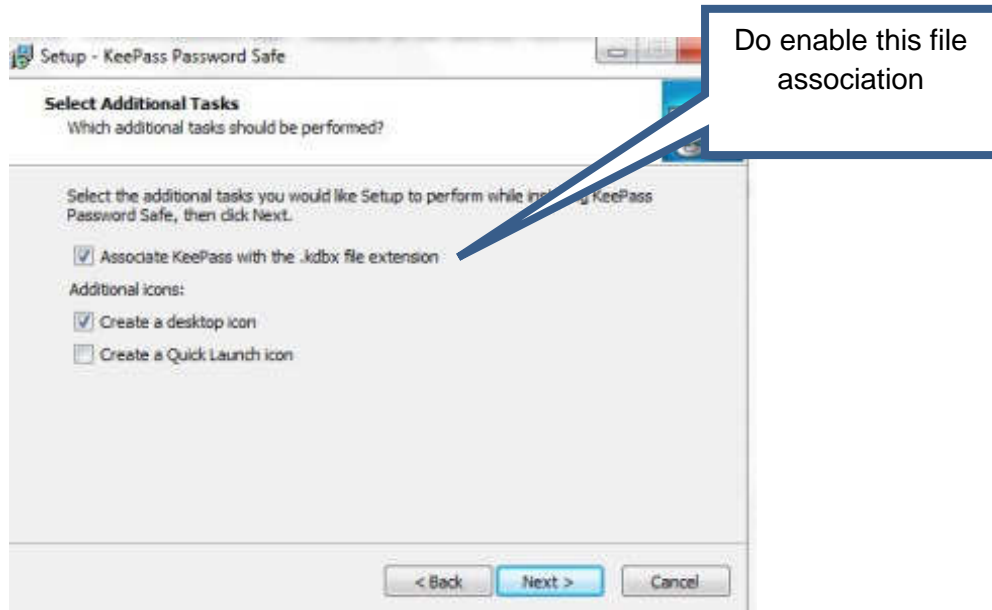 Do enable this file
association
Setup - KeePass Password Safe
Select Additional Tasks
Which additional tasks should be performed?
Select the additional tasks you would like Setup to perform while KeePass
Password Safe, then click Next.
Associate KeePass with the .kdbx file extension
Additional icons:
Create a desktop icon
Create a Quick Launch icon
< Back
Next >
Cancel